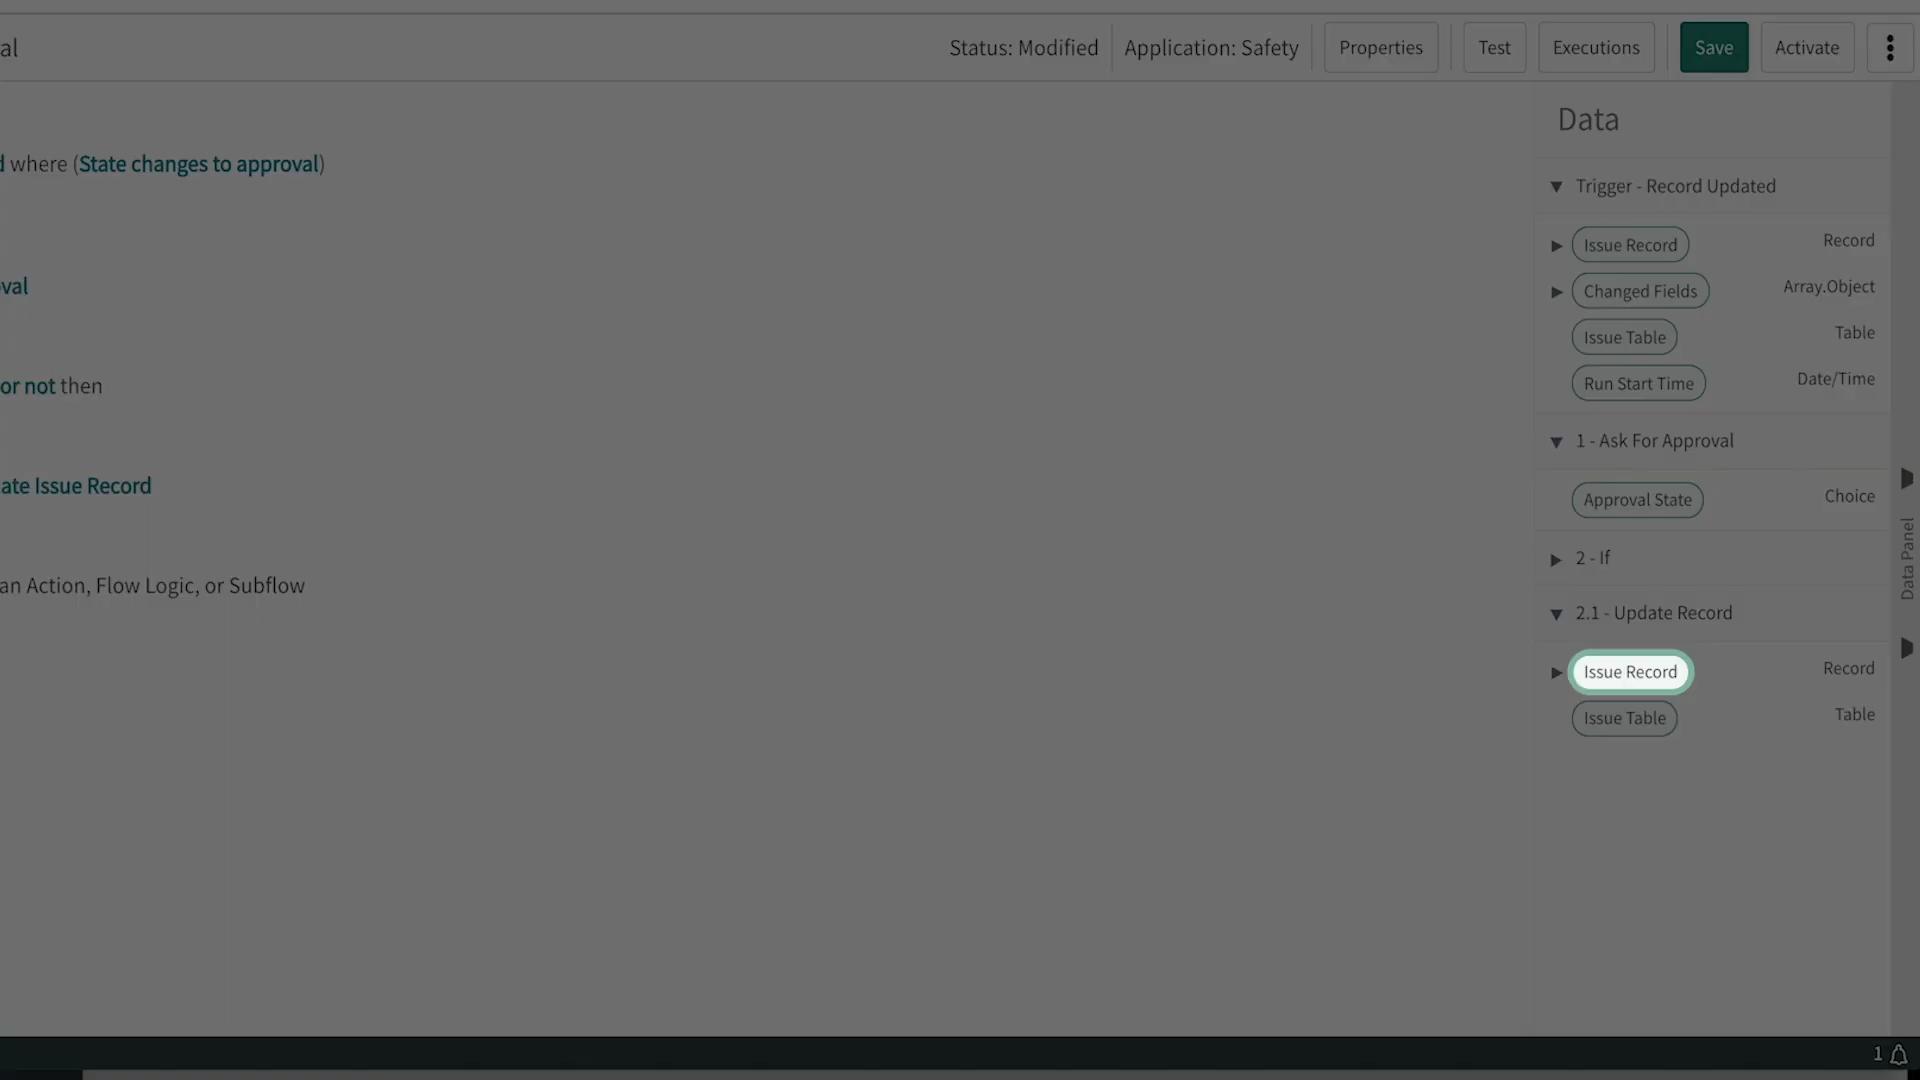 al
Status: Modified
Application: Safety
Properties
Test
Executions
Save
Activate
where (State changes to approval)
val
or not then
ate Issue Record
an Action, Flow Logic, or Subflow
Data
Trigger - Record Updated
Issue Record Record
Changed Fields Array.Object
Issue Table Table
Run Start Time Date/Time
1 - Ask For Approval
Approval State Choice
2 - If
2.1 - Update Record
Issue Record Record
Issue Table Table
Data Panel
1